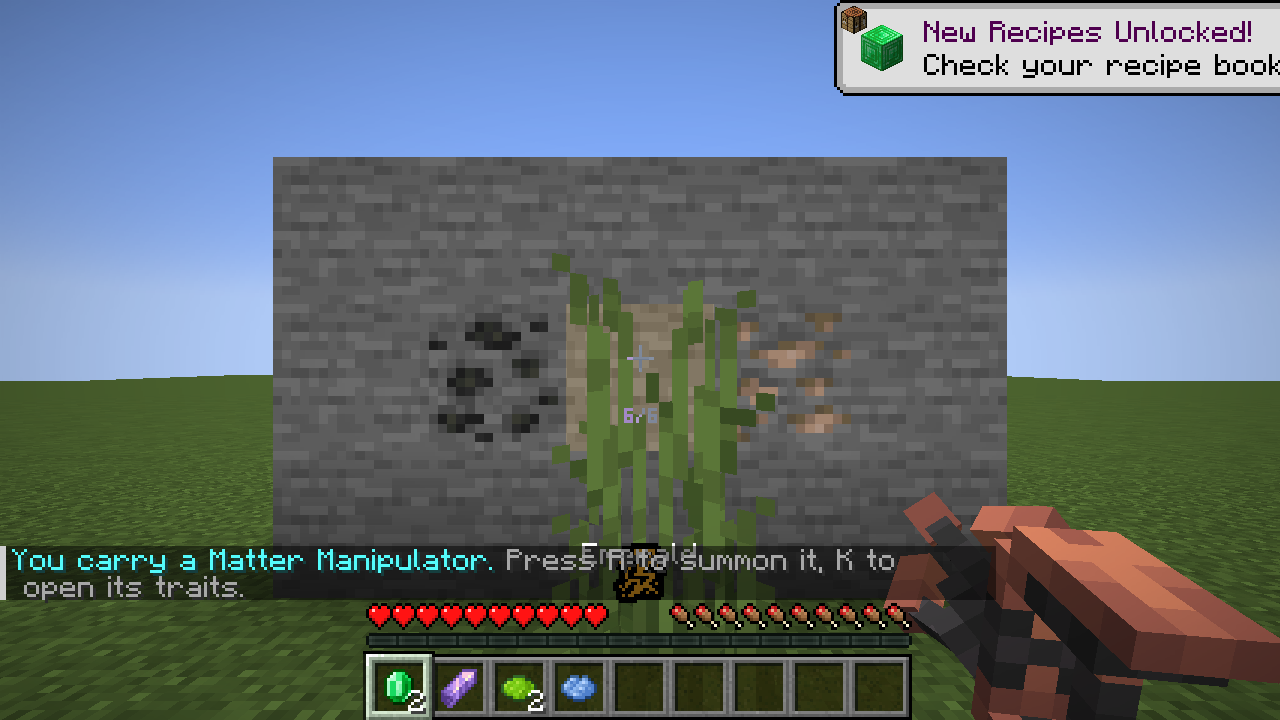 New Recipes Unlocked!
Check your recipe book
6/6
Emerald
You carry a Matter Manipulator. Press R to summon it, K to
open its traits.
2
2